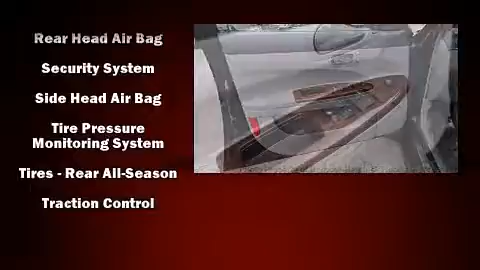 Rear Head Air Bag
Security System
Side Head Air Bag
Tire Pressure
Monitoring System
Tires - Rear All-Season
Traction Control